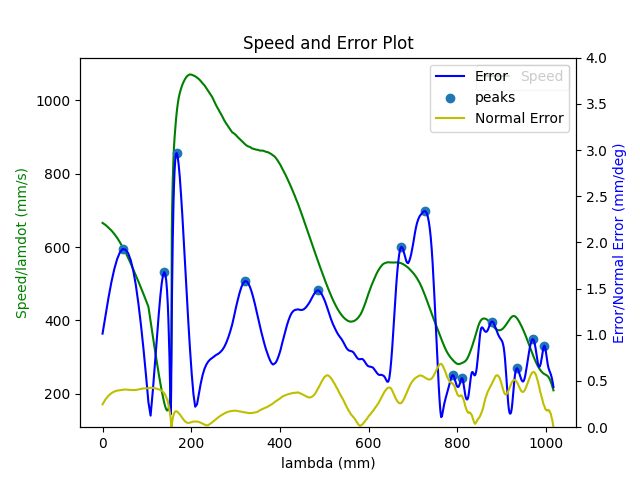 Speed and Error Plot
Speed/lamdot (mm/s)
1000
800
600
400
200
0 200 400 600 800 1000
lambda (mm)
4.0
3.5
3.0
2.5
2.0
1.5
1.0
0.5
0.0
Error/Normal Error (mm/deg)
Error
Speed
peaks
Normal Error